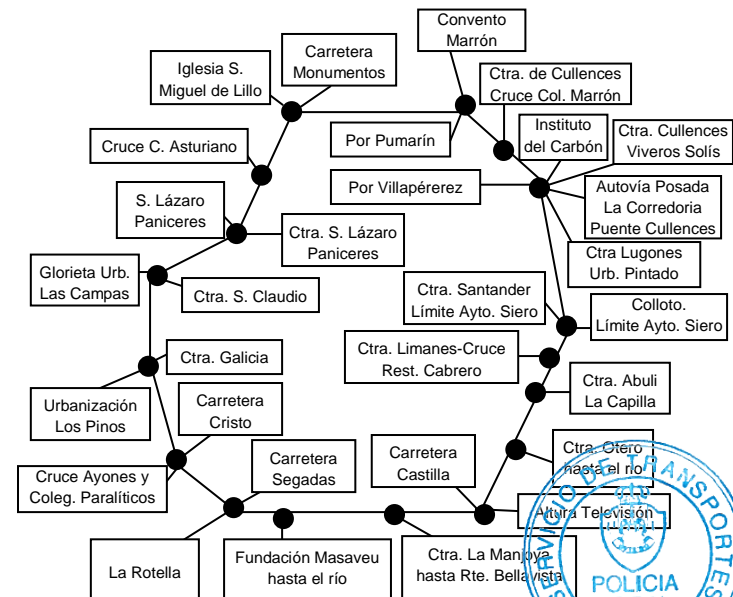 Convento
Marrón
Carretera
Monumentos
Iglesia S.
Miguel de Lillo
Ctra. de Cullences
Cruce Col. Marrón
Instituto
del Carbón
Ctra. Cullences
Viveros Solís
Por Pumarín
Cruce C. Asturiano
Por Villapérerez
Autovía Posada
La Corredoria
Puente Cullences
S. Lázaro
Paniceres
Ctra. S. Lázaro
Paniceres
Ctra Lugones
Urb. Pintado
Glorieta Urb.
Las Campas
Ctra. S. Claudio
Ctra. Santander
Límite Ayto. Siero
Colloto.
Límite Ayto. Siero
Ctra. Galicia
Ctra. Limanes-Cruce
Rest. Cabrero
Ctra. Abuli
La Capilla
Urbanización
Los Pinos
Carretera
Cristo
Carretera
Segadas
Carretera
Castilla
Ctra. Otero
hasta el río
Cruce Ayones y
Coleg. Paralíticos
Altura Televisión
La Rotella
Fundación Masaveu
hasta el río
Ctra. La Manjoya
hasta Rte. Bellavista
SERVICIO DE TRANSPORTES
POLICIA